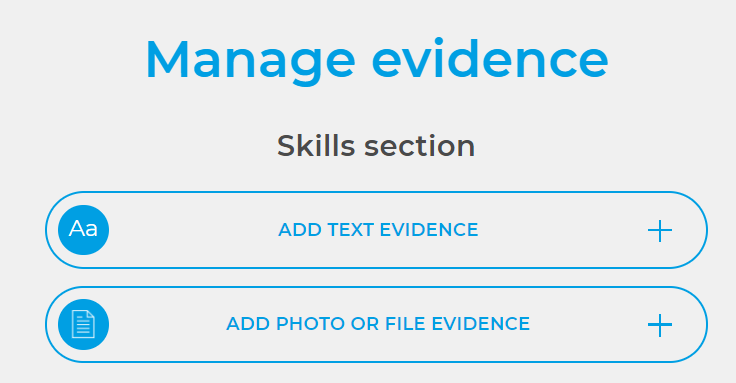 Manage evidence
Skills section
Aa
ADD TEXT EVIDENCE
ADD PHOTO OR FILE EVIDENCE